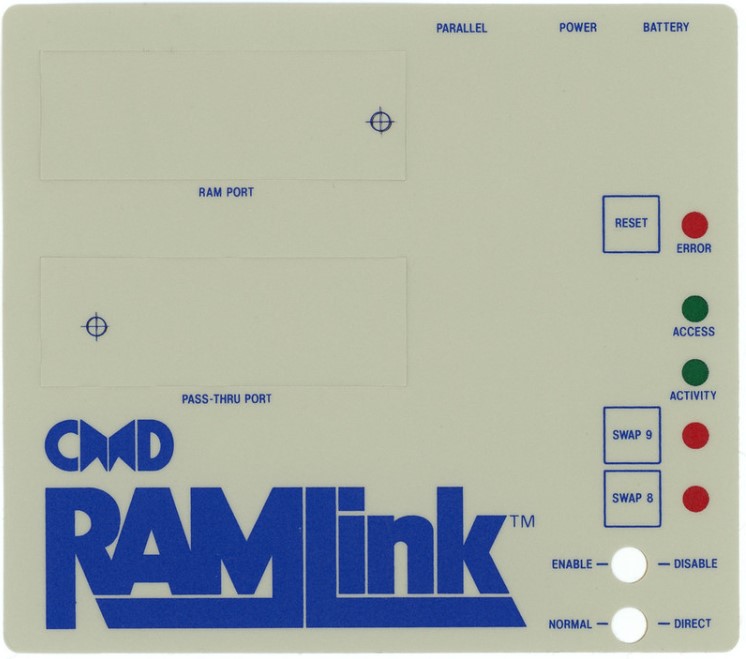 PARALLEL POWER BATTERY
RAM PORT
RESET
ERROR
ACCESS
PASS-THRU PORT
ACTIVITY
CMD
SWAP 9
SWAP 8
RAMLink™
ENABLE – – DISABLE
NORMAL – – DIRECT